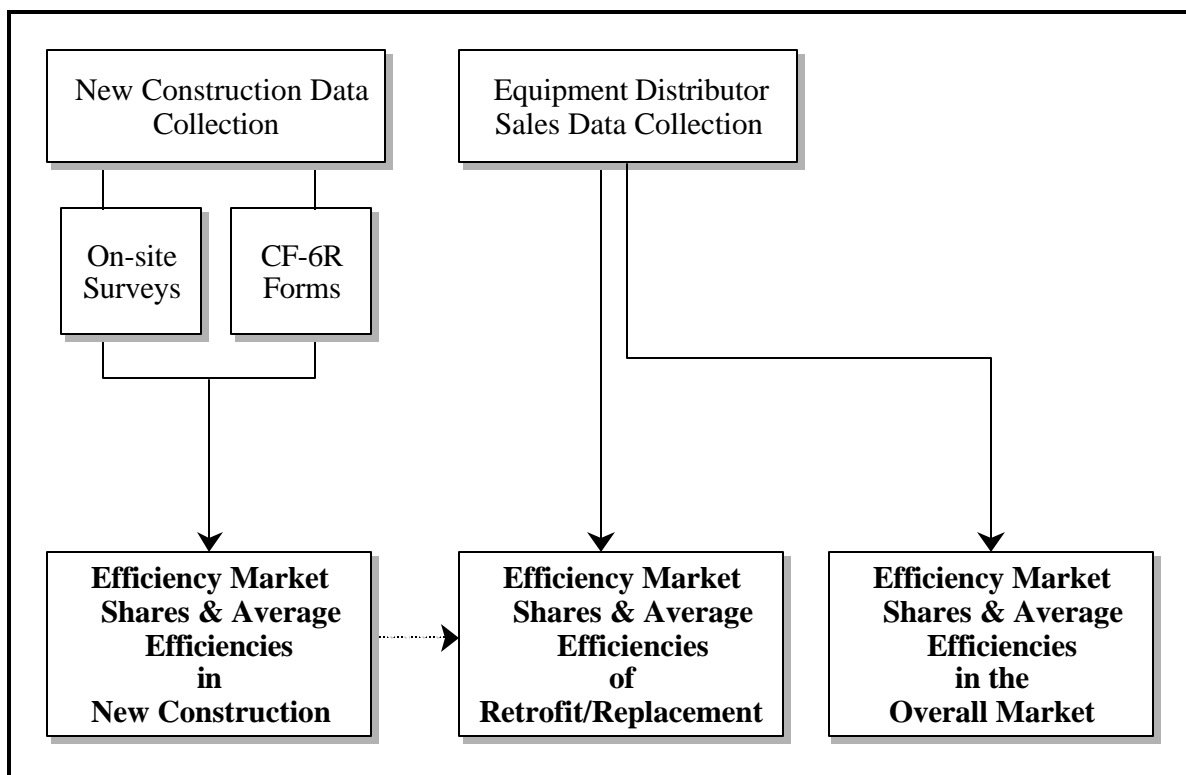 New Construction Data
Collection
Equipment Distributor
Sales Data Collection
On-site
Surveys
CF-6R
Forms
Efficiency Market
Shares & Average
Efficiencies
in
New Construction
Efficiency Market
Shares & Average
Efficiencies
of
Retrofit/Replacement
Efficiency Market
Shares & Average
Efficiencies
in the
Overall Market